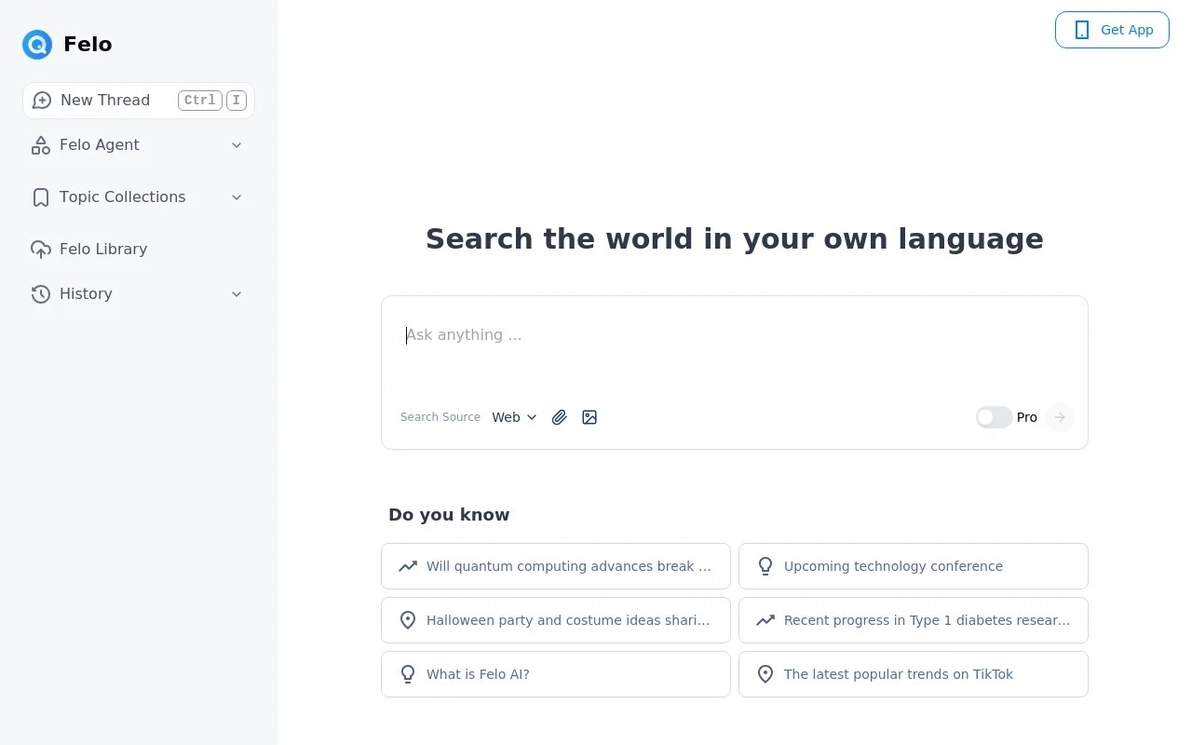 Felo
Get App
New Thread Ctrl I
Felo Agent
Topic Collections
Felo Library
History
Search the world in your own language
Ask anything ...
Search Source Web Pro
Do you know
Will quantum computing advances break ...
Upcoming technology conference
Halloween party and costume ideas shari...
Recent progress in Type 1 diabetes resear...
What is Felo AI?
The latest popular trends on TikTok